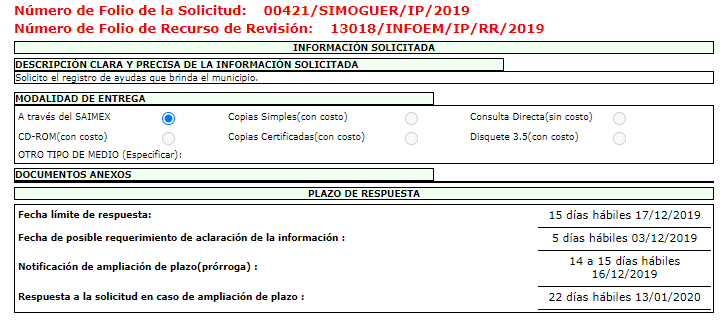 Número de Folio de la Solicitud: 00421/SIMOGUER/IP/2019
Número de Folio de Recurso de Revisión: 13018/INFOEM/IP/RR/2019
INFORMACIÓN SOLICITADA
DESCRIPCIÓN CLARA Y PRECISA DE LA INFORMACIÓN SOLICITADA
Solicito el registro de ayudas que brinda el municipio.
MODALIDAD DE ENTREGA
A través del SAIMEX Copias Simples(con costo) Consulta Directa(sin costo)
CD-ROM(con costo) Copias Certificadas(con costo) Disquete 3.5(con costo)
OTRO TIPO DE MEDIO (Especificar):
DOCUMENTOS ANEXOS
PLAZO DE RESPUESTA
Fecha límite de respuesta: 15 días hábiles 17/12/2019
Fecha de posible requerimiento de aclaración de la información : 5 días hábiles 03/12/2019
Notificación de ampliación de plazo(prórroga) : 14 a 15 días hábiles
16/12/2019
Respuesta a la solicitud en caso de ampliación de plazo : 22 días hábiles 13/01/2020